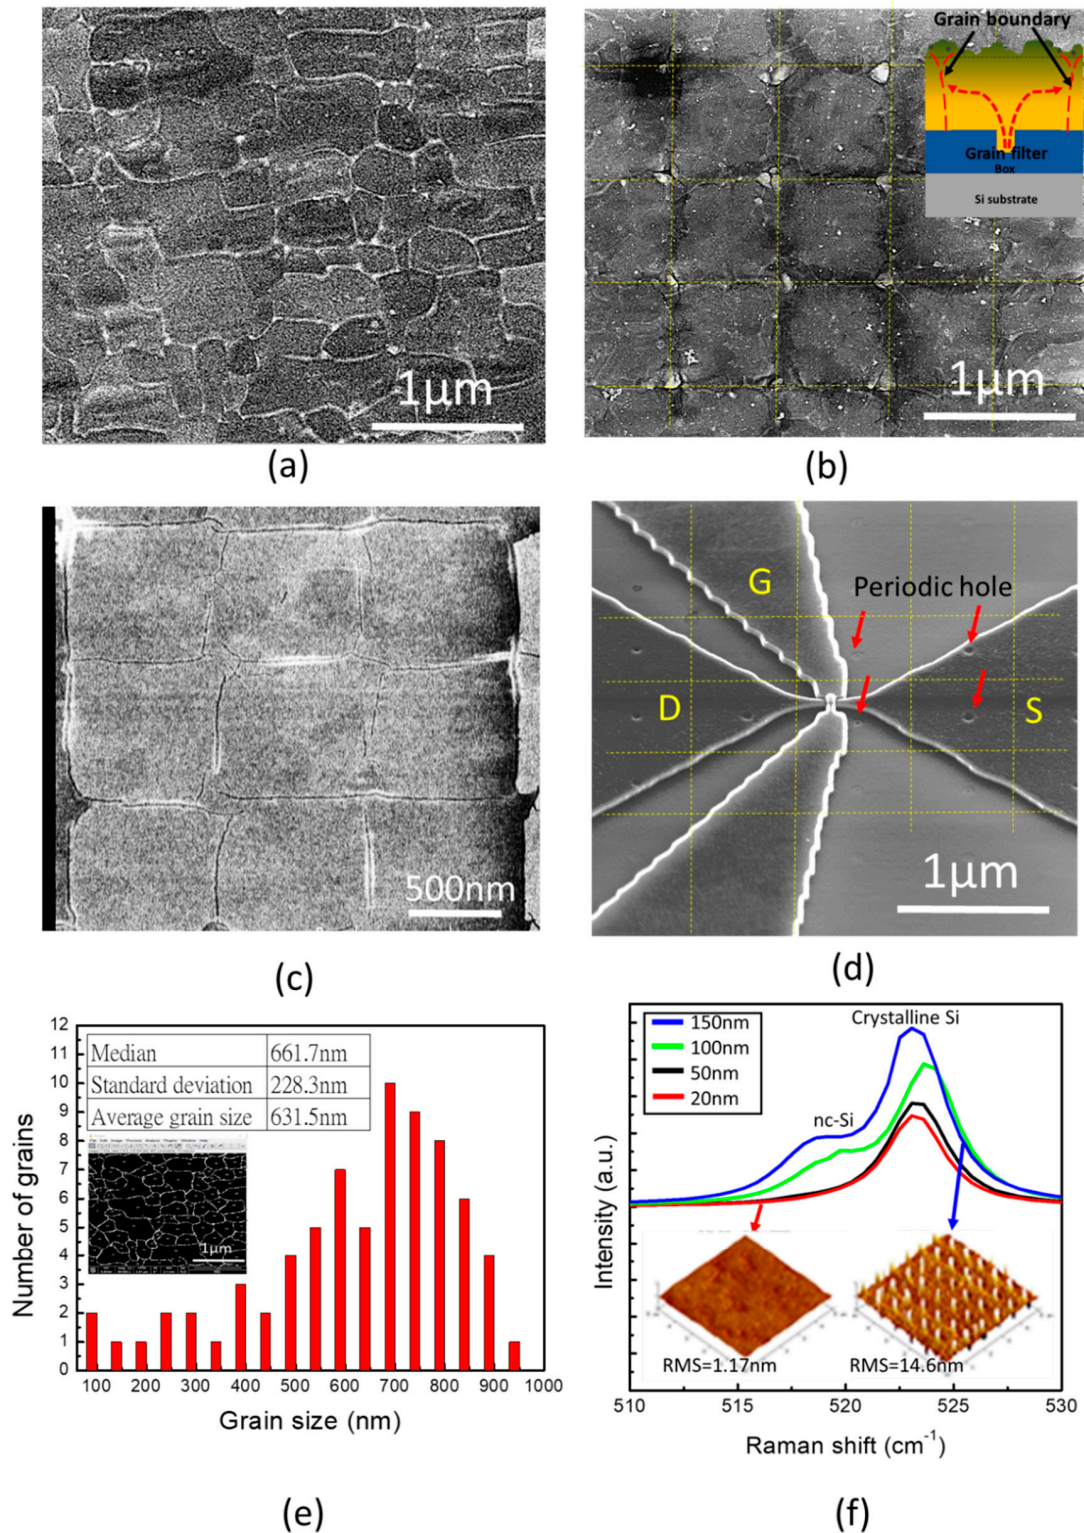 1μm
(a)
Grain boundary
Grain filter
Box
Si substrate
1μm
(b)
500nm
(c)
G
Periodic hole
D
S
1μm
(d)
Number of grains
12
11
10
9
8
7
6
5
4
3
2
1
0
Median 661.7nm
Standard deviation 228.3nm
Average grain size 631.5nm
1μm
100 200 300 400 500 600 700 800 900 1000
Grain size (nm)
(e)
Intensity (a.u.)
150nm
100nm
50nm
20nm
Crystalline Si
nc-Si
RMS=1.17nm
RMS=14.6nm
510 515 520 525 530
Raman shift (cm⁻¹)
(f)